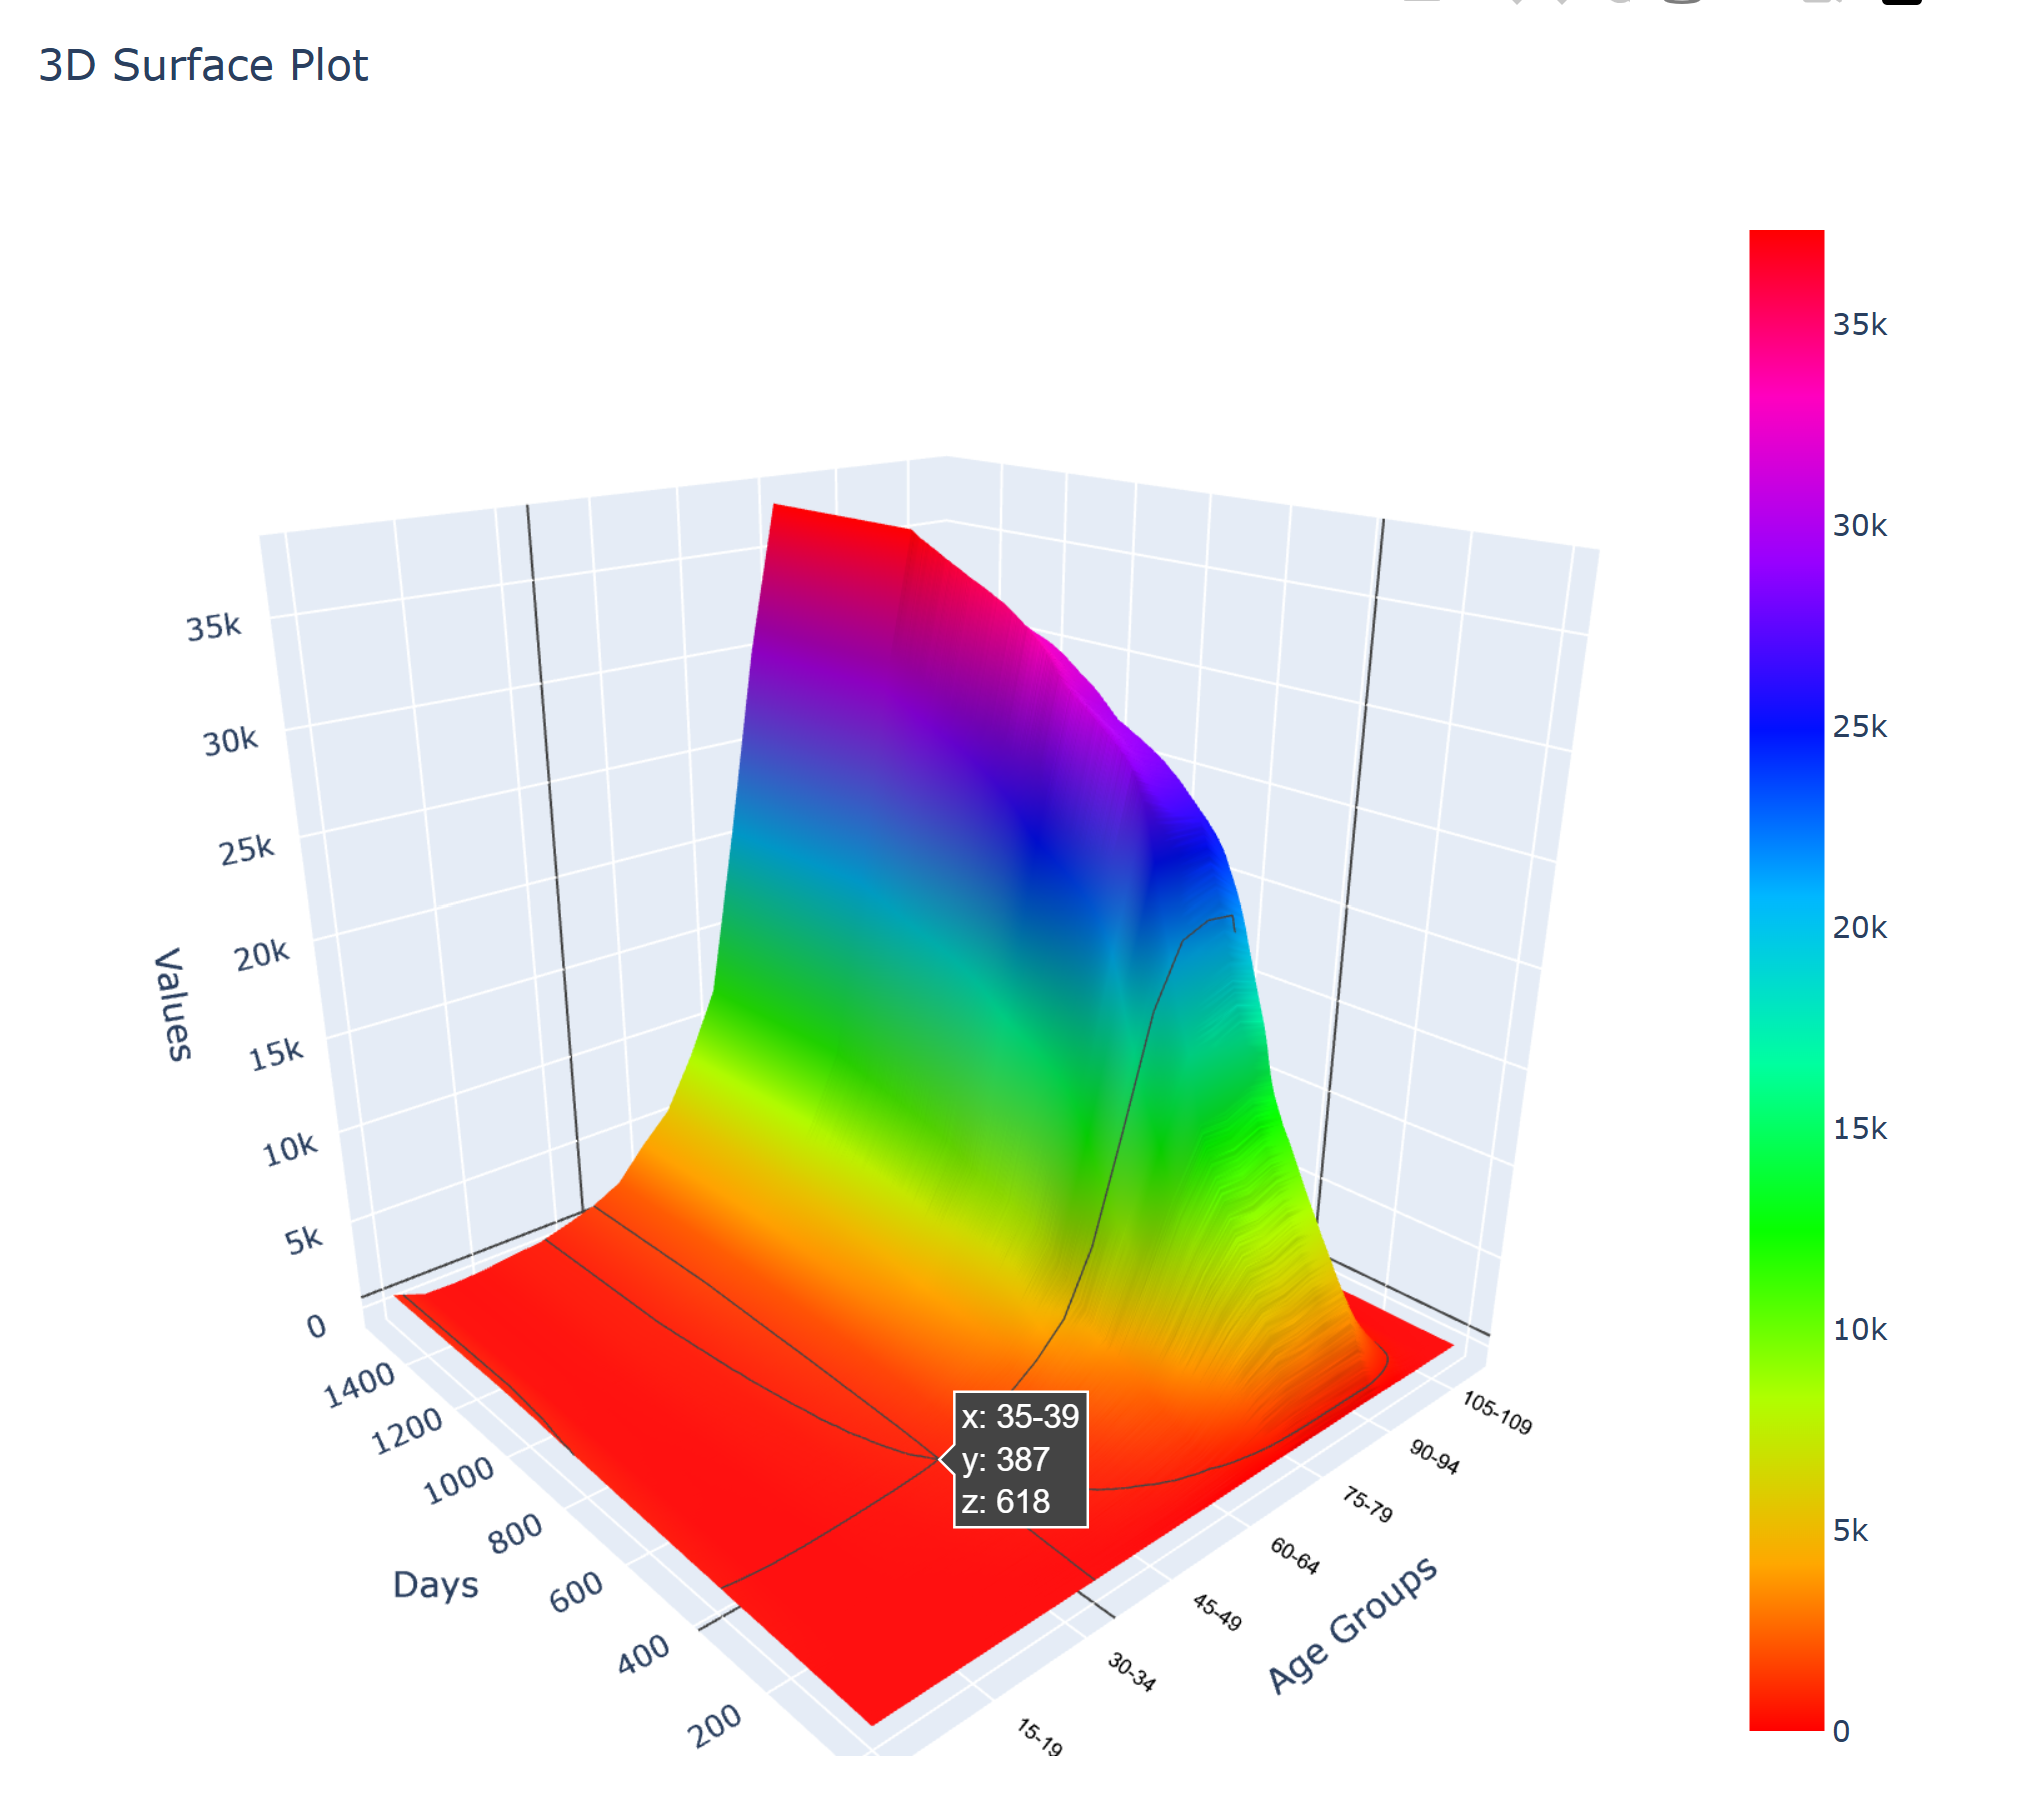 3D Surface Plot
35k
30k
25k
20k
15k
10k
5k
0
Values
1400
1200
1000
800
600
400
200
Days
x: 35-39
y: 387
z: 618
105-109
90-94
75-79
60-64
45-49
30-34
15-19
Age Groups
35k
30k
25k
20k
15k
10k
5k
0